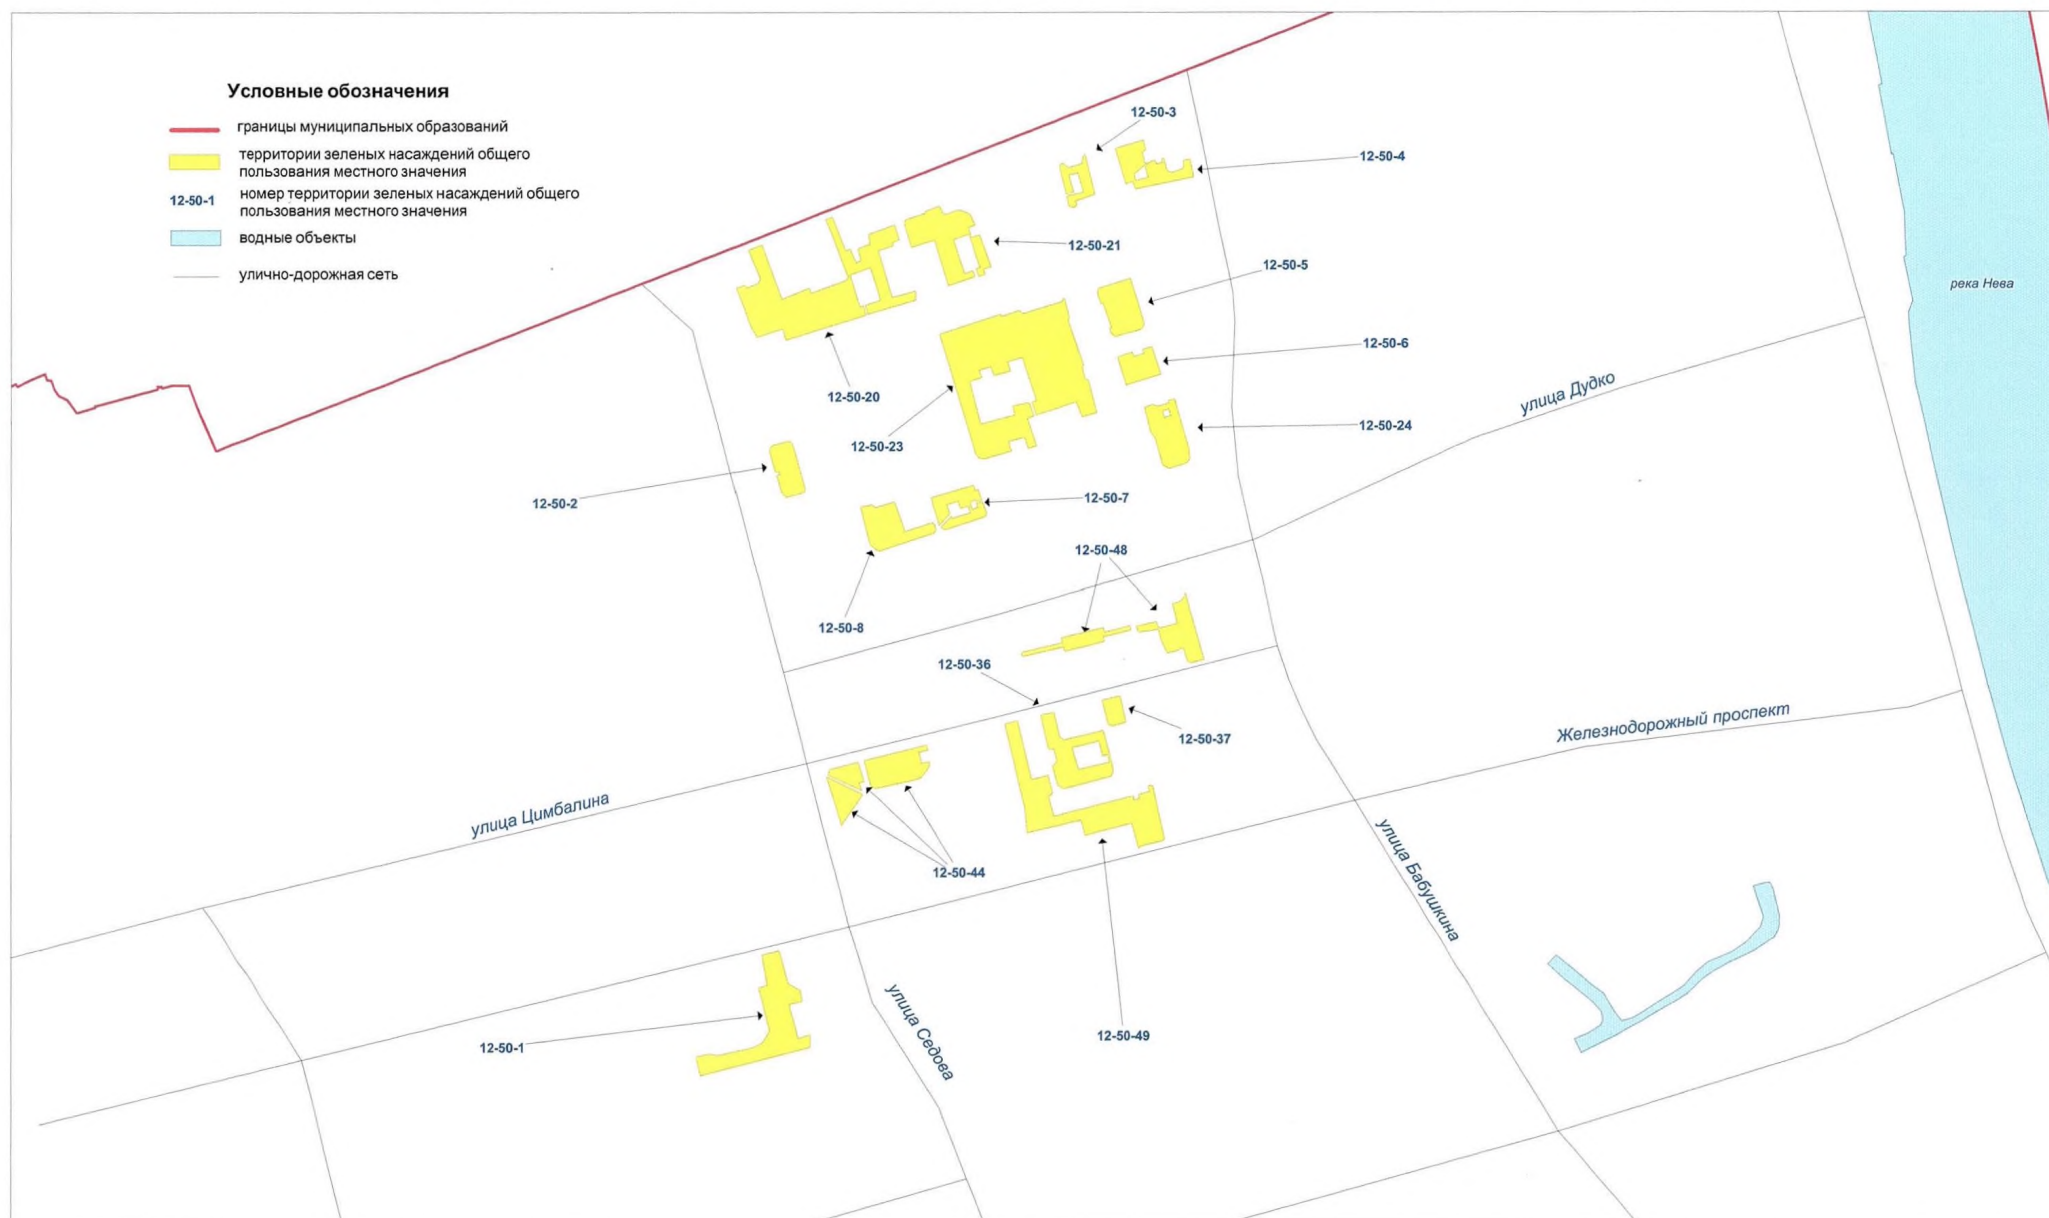 Условные обозначения
границы муниципальных образований
территории зеленых насаждений общего
пользования местного значения
12-50-1
номер территории зеленых насаждений общего
пользования местного значения
водные объекты
улично-дорожная сеть
12-50-3
12-50-4
12-50-21
12-50-5
река Нева
12-50-6
12-50-20
улица Дудко
12-50-24
12-50-23
12-50-2
12-50-7
12-50-48
12-50-8
12-50-36
12-50-37
Железнодорожный проспект
улица Цимбалина
12-50-44
улица Бабушкина
12-50-1
12-50-49
улица Седова